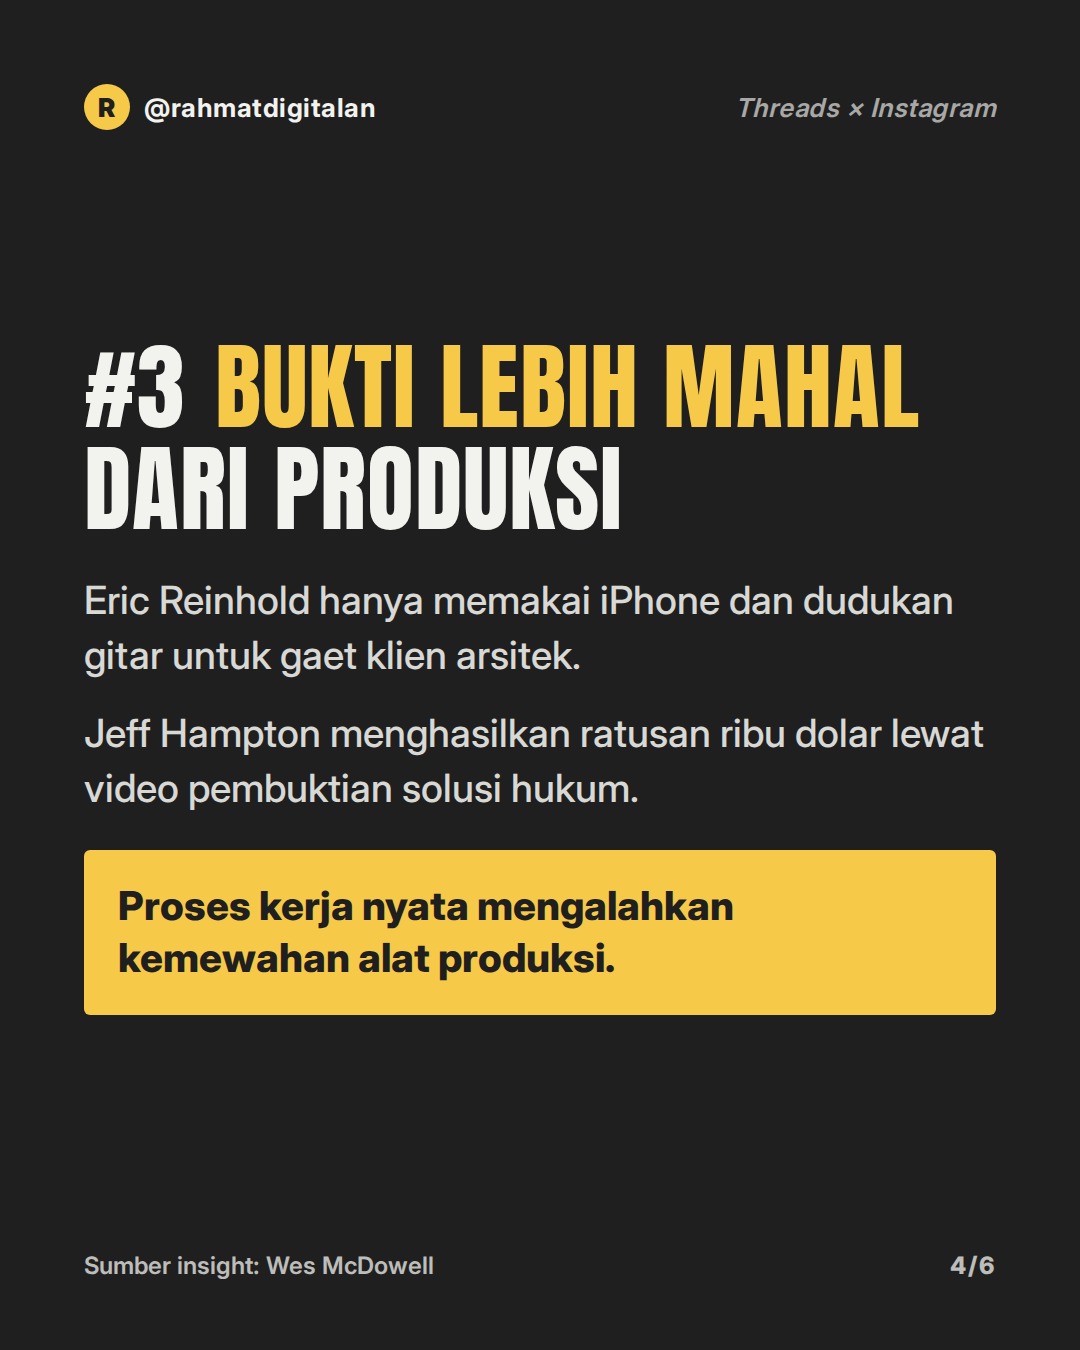 R @rahmatdigitalan
Threads × Instagram
#3 BUKTI LEBIH MAHAL
DARI PRODUKSI
Eric Reinhold hanya memakai iPhone dan dudukan
gitar untuk gaet klien arsitek.
Jeff Hampton menghasilkan ratusan ribu dolar lewat
video pembuktian solusi hukum.
Proses kerja nyata mengalahkan
kemewahan alat produksi.
Sumber insight: Wes McDowell
4/6